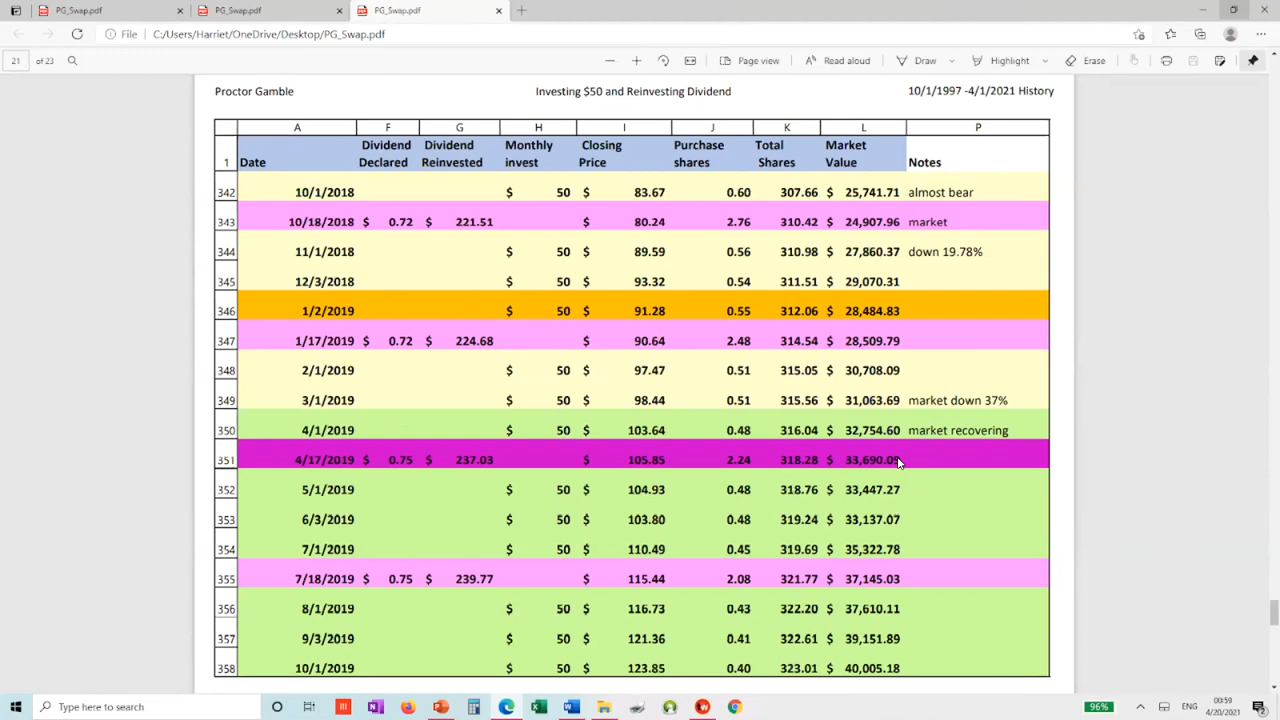 PG_Swap.pdf PG_Swap.pdf PG_Swap.pdf
File C:/Users/Harriet/OneDrive/Desktop/PG_Swap.pdf
21 of 23 Page view Read aloud Draw Highlight Erase
Proctor Gamble Investing $50 and Reinvesting Dividend 10/1/1997 -4/1/2021 History
A F G H I J K L P
Dividend Dividend Monthly Closing Purchase Total Market
1 Date Declared Reinvested invest Price shares Shares Value Notes
342 10/1/2018 $ 50 $ 83.67 0.60 307.66 $ 25,741.71 almost bear
343 10/18/2018 $ 0.72 $ 221.51 $ 80.24 2.76 310.42 $ 24,907.96 market
344 11/1/2018 $ 50 $ 89.59 0.56 310.98 $ 27,860.37 down 19.78%
345 12/3/2018 $ 50 $ 93.32 0.54 311.51 $ 29,070.31
346 1/2/2019 $ 50 $ 91.28 0.55 312.06 $ 28,484.83
347 1/17/2019 $ 0.72 $ 224.68 $ 90.64 2.48 314.54 $ 28,509.79
348 2/1/2019 $ 50 $ 97.47 0.51 315.05 $ 30,708.09
349 3/1/2019 $ 50 $ 98.44 0.51 315.56 $ 31,063.69 market down 37%
350 4/1/2019 $ 50 $ 103.64 0.48 316.04 $ 32,754.60 market recovering
351 4/17/2019 $ 0.75 $ 237.03 $ 105.85 2.24 318.28 $ 33,690.09
352 5/1/2019 $ 50 $ 104.93 0.48 318.76 $ 33,447.27
353 6/3/2019 $ 50 $ 103.80 0.48 319.24 $ 33,137.07
354 7/1/2019 $ 50 $ 110.49 0.45 319.69 $ 35,322.78
355 7/18/2019 $ 0.75 $ 239.77 $ 115.44 2.08 321.77 $ 37,145.03
356 8/1/2019 $ 50 $ 116.73 0.43 322.20 $ 37,610.11
357 9/3/2019 $ 50 $ 121.36 0.41 322.61 $ 39,151.89
358 10/1/2019 $ 50 $ 123.85 0.40 323.01 $ 40,005.18
Type here to search 96% ENG 00:59
4/20/2021 2